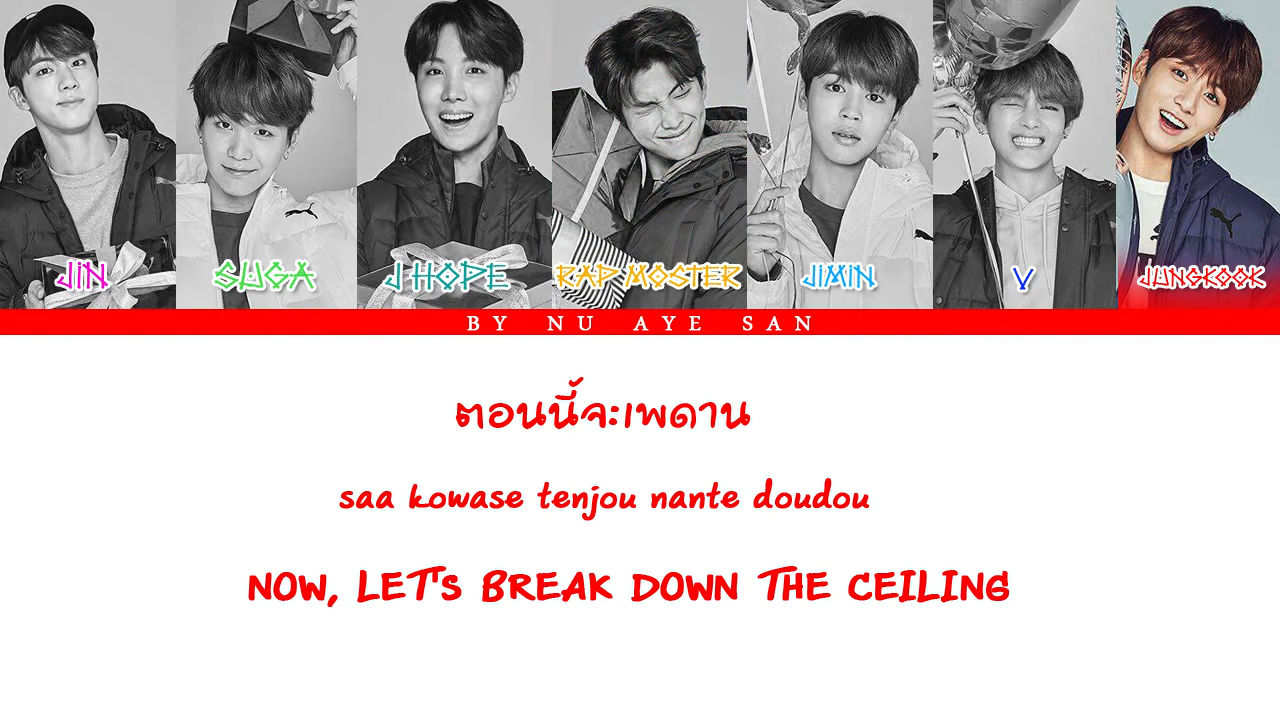 JIN SUGA J HOPE RAP MOSTER JIMIN V JUNGKOOK
BY NU AYE SAN
ตอนนี้จะเพดาน
saa kowase tenjou nante doudou
NOW, LET'S BREAK DOWN THE CEILING